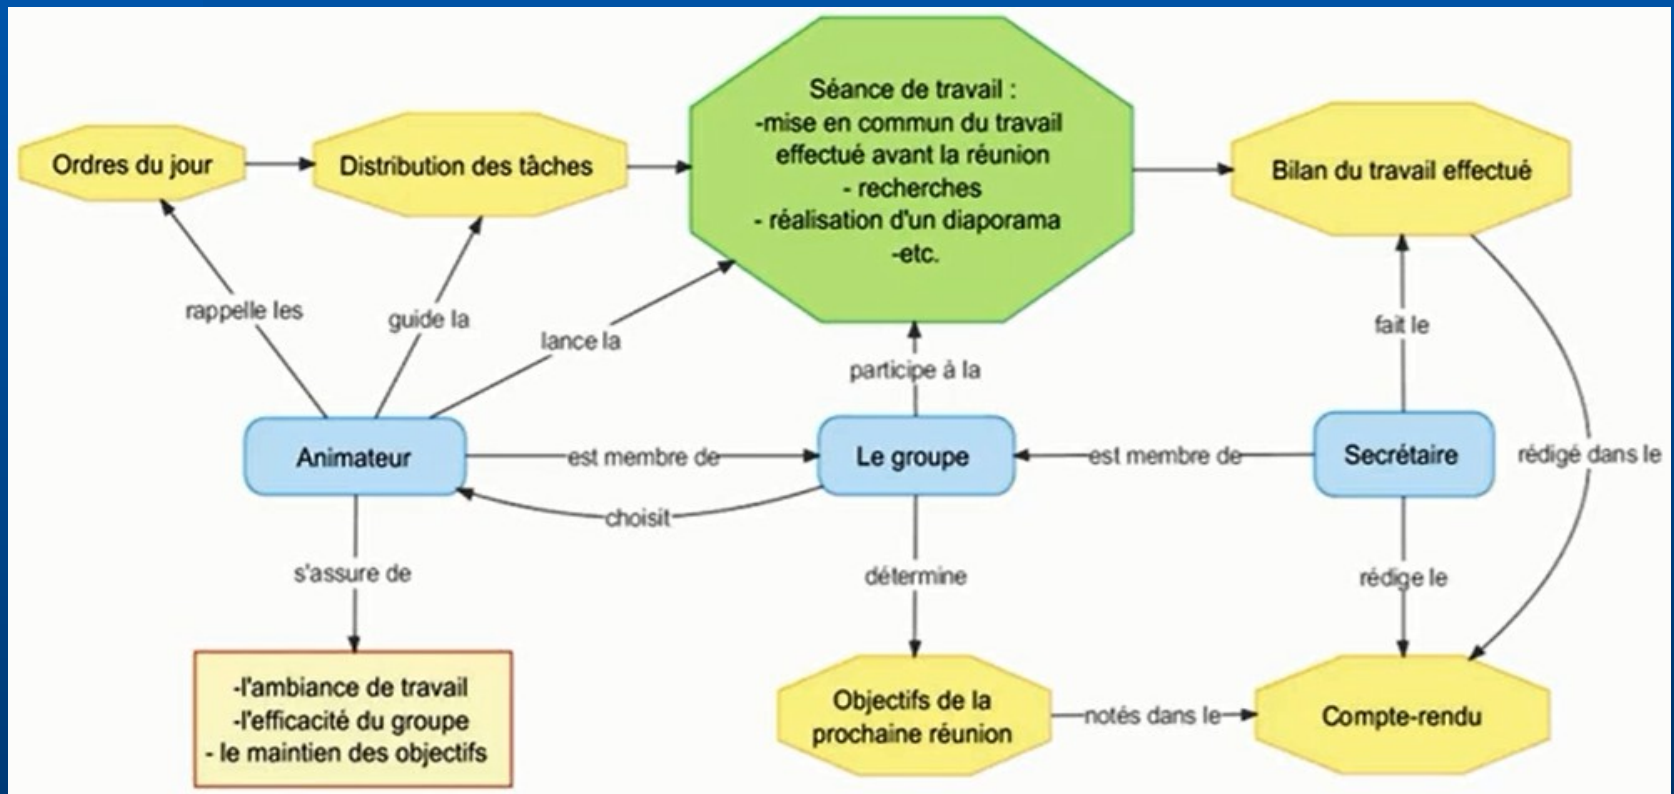 Séance de travail :
-mise en commun du travail
effectué avant la réunion
- recherches
- réalisation d'un diaporama
-etc.
Ordres du jour
Distribution des tâches
Bilan du travail effectué
rappelle les
guide la
lance la
participe à la
fait le
Animateur
est membre de
Le groupe
est membre de
Secrétaire
rédigé dans le
choisit
s'assure de
détermine
rédige le
-l'ambiance de travail
-l'efficacité du groupe
- le maintien des objectifs
Objectifs de la
prochaine réunion
notés dans le
Compte-rendu